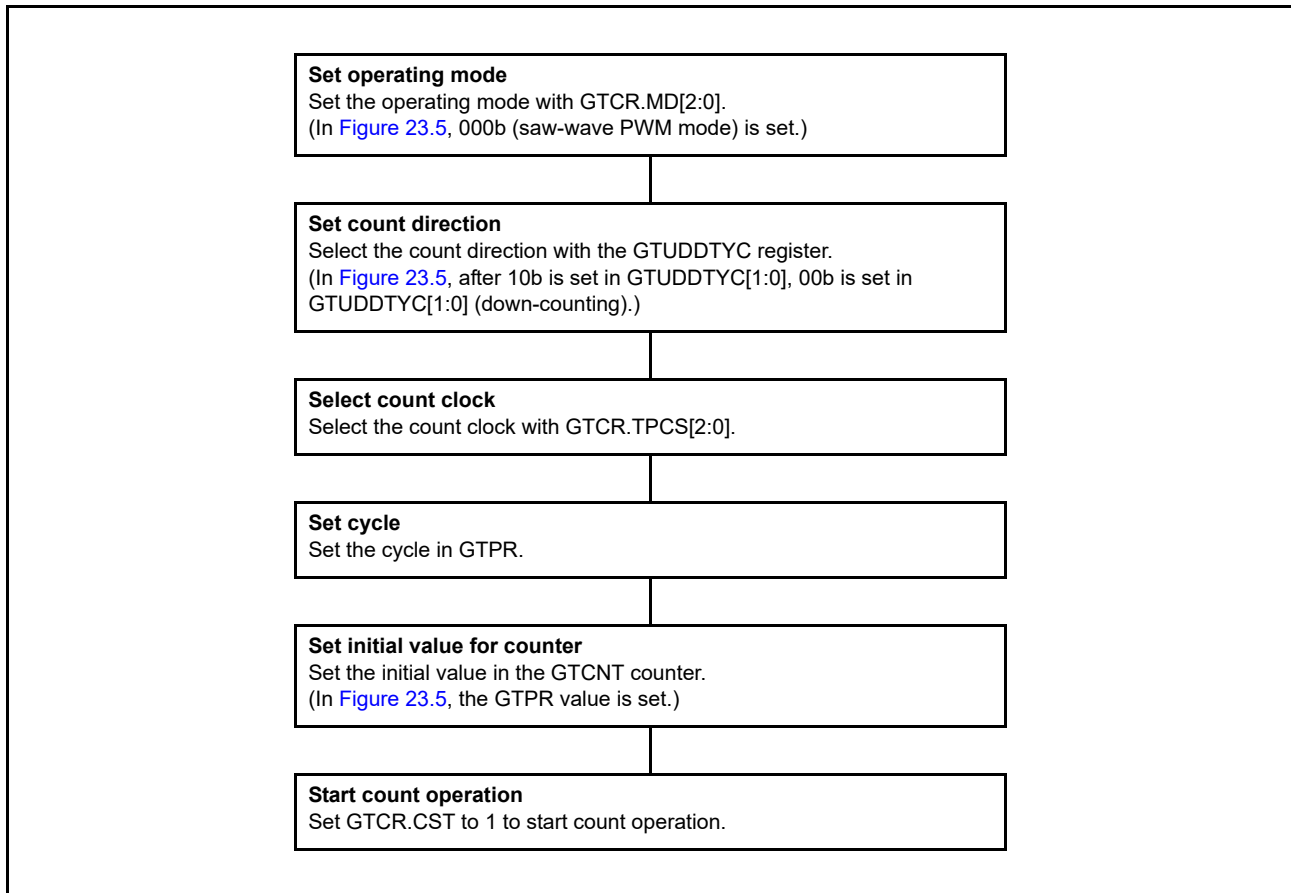 Set operating mode
Set the operating mode with GTCR.MD[2:0].
(In Figure 23.5, 000b (saw-wave PWM mode) is set.)
Set count direction
Select the count direction with the GTUDDTYC register.
(In Figure 23.5, after 10b is set in GTUDDTYC[1:0], 00b is set in
GTUDDTYC[1:0] (down-counting).)
Select count clock
Select the count clock with GTCR.TPCS[2:0].
Set cycle
Set the cycle in GTPR.
Set initial value for counter
Set the initial value in the GTCNT counter.
(In Figure 23.5, the GTPR value is set.)
Start count operation
Set GTCR.CST to 1 to start count operation.